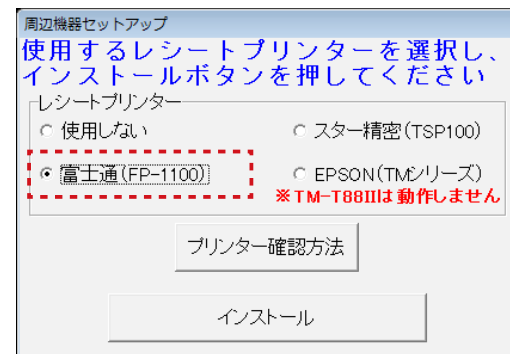 周辺機器セットアップ
使用するレシートプリンターを選択し、
インストールボタンを押してください
レシートプリンター
使用しない
スター精密(TSP100)
富士通(FP-1100)
EPSON(TMシリーズ)
※TM-T88IIは動作しません
プリンター確認方法
インストール